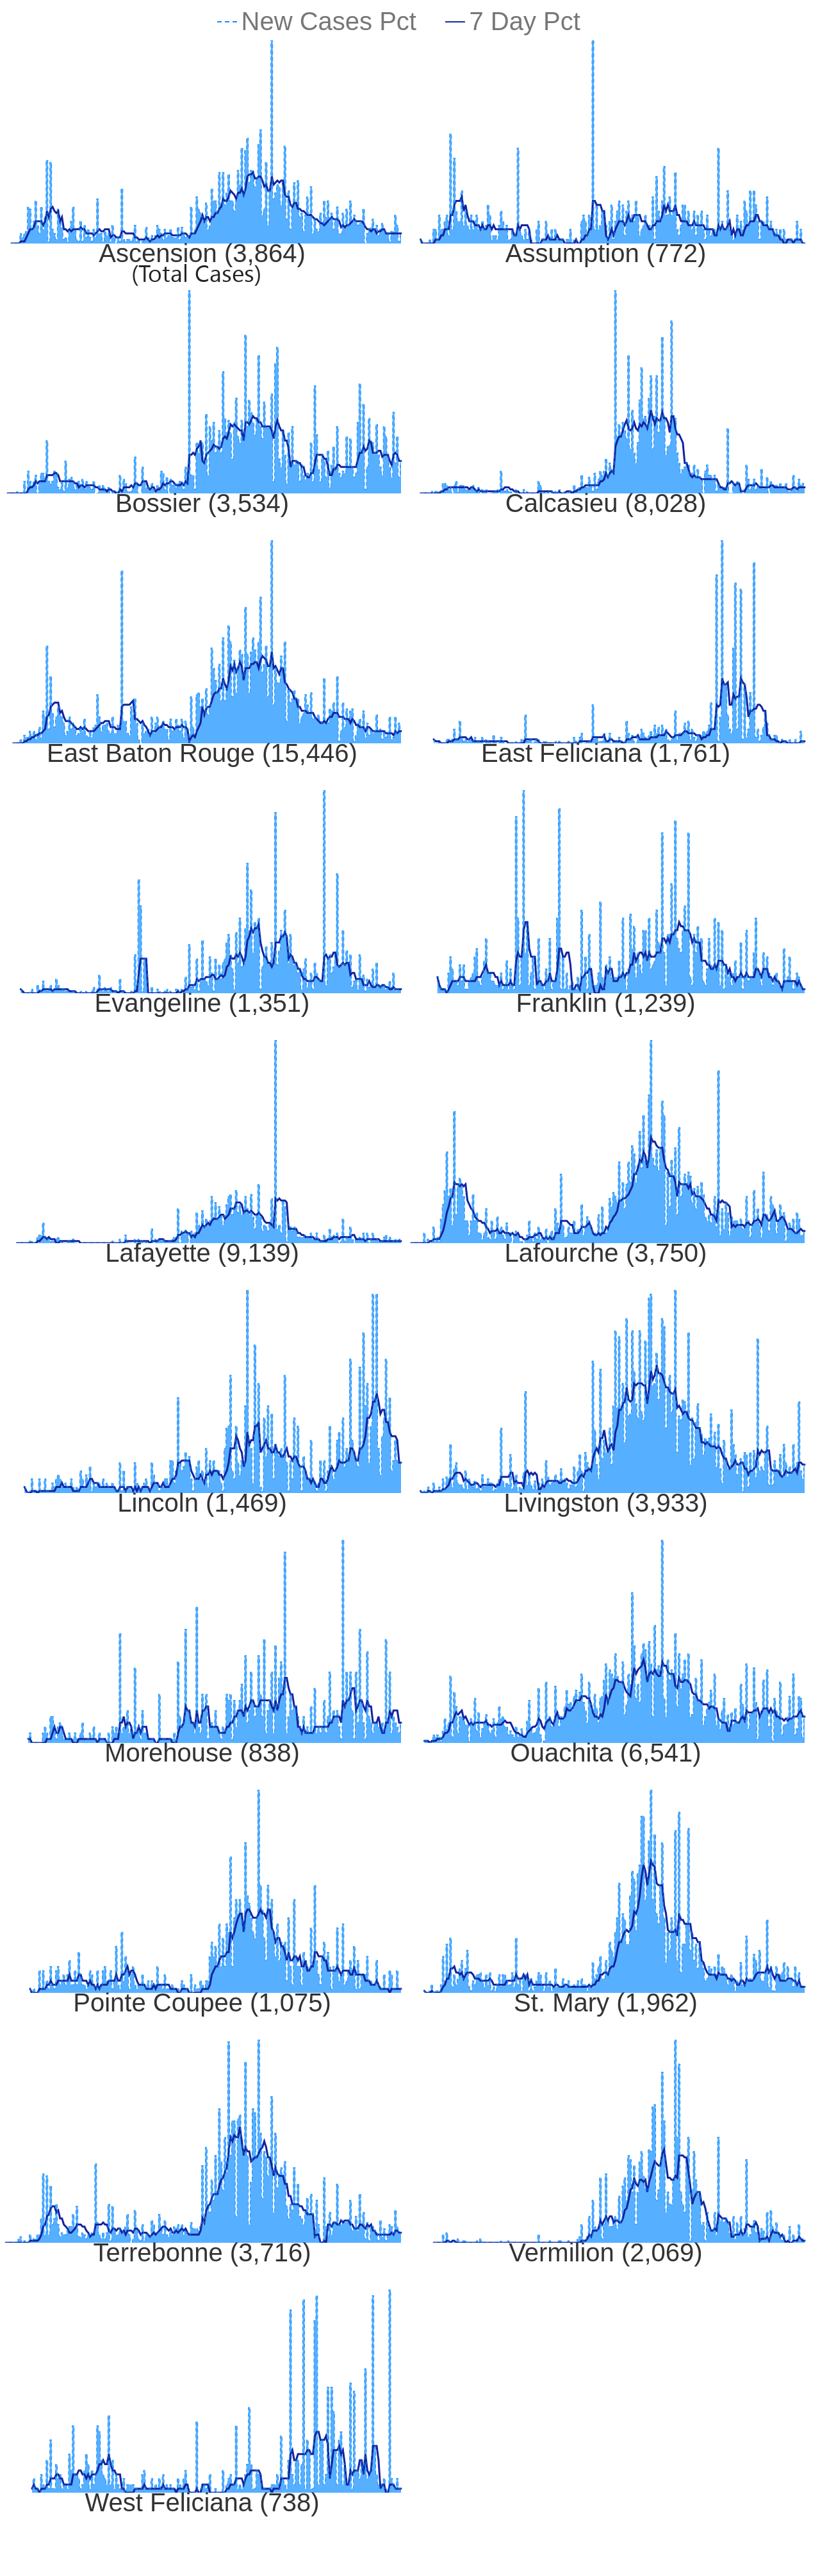 New Cases Pct 7 Day Pct
Ascension (3,864) Assumption (772)
(Total Cases)
Bossier (3,534) Calcasieu (8,028)
East Baton Rouge (15,446) East Feliciana (1,761)
Evangeline (1,351) Franklin (1,239)
Lafayette (9,139) Lafourche (3,750)
Lincoln (1,469) Livingston (3,933)
Morehouse (838) Ouachita (6,541)
Pointe Coupee (1,075) St. Mary (1,962)
Terrebonne (3,716) Vermilion (2,069)
West Feliciana (738)